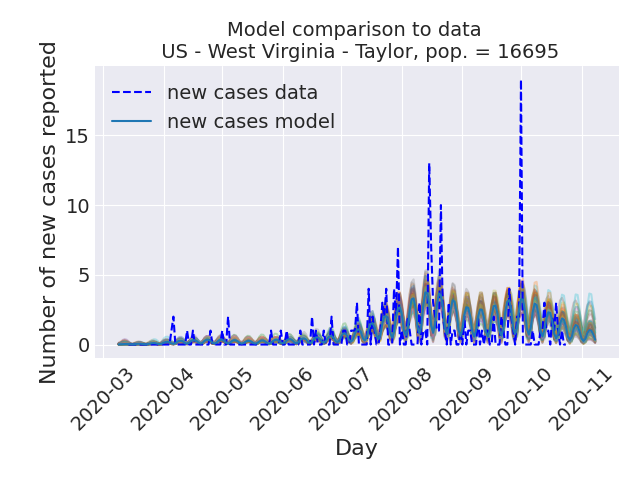 Model comparison to data
US - West Virginia - Taylor, pop. = 16695
Number of new cases reported
new cases data
new cases model
15
10
5
0
2020-03
2020-04
2020-05
2020-06
2020-07
2020-08
2020-09
2020-10
2020-11
Day